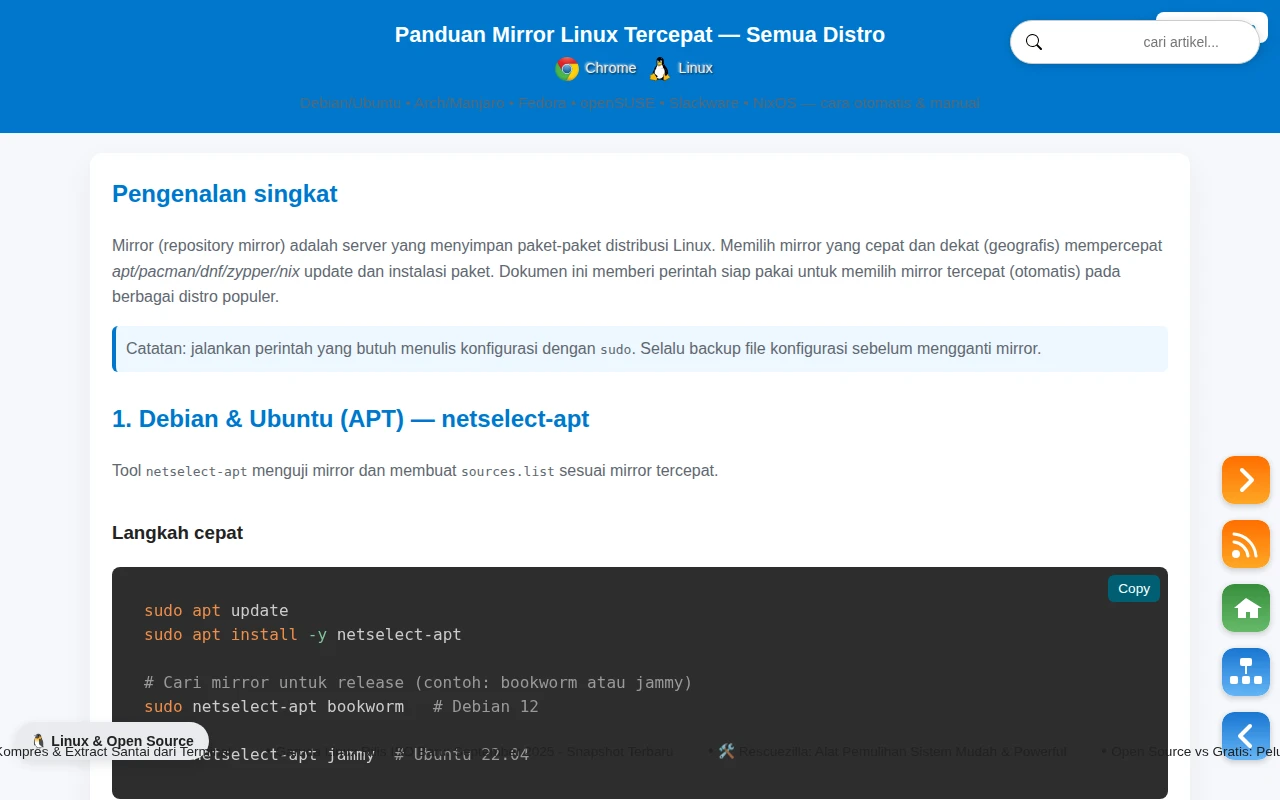 Panduan Mirror Linux Tercepat — Semua Distro
cari artikel...
Chrome Linux
Debian/Ubuntu • Arch/Manjaro • Fedora • openSUSE • Slackware • NixOS — cara otomatis & manual
Pengenalan singkat
Mirror (repository mirror) adalah server yang menyimpan paket-paket distribusi Linux. Memilih mirror yang cepat dan dekat (geografis) mempercepat
apt/pacman/dnf/zypper/nix update dan instalasi paket. Dokumen ini memberi perintah siap pakai untuk memilih mirror tercepat (otomatis) pada
berbagai distro populer.
Catatan: jalankan perintah yang butuh menulis konfigurasi dengan sudo. Selalu backup file konfigurasi sebelum mengganti mirror.
1. Debian & Ubuntu (APT) — netselect-apt
Tool netselect-apt menguji mirror dan membuat sources.list sesuai mirror tercepat.
Langkah cepat
Copy
sudo apt update
sudo apt install -y netselect-apt
# Cari mirror untuk release (contoh: bookworm atau jammy)
sudo netselect-apt bookworm # Debian 12
🐧 Linux & Open Source
netselect-apt jammy # Ubuntu 22.04
Kompres & Extract Santai dari
2025 - Snapshot Terbaru
• 🛠️ Rescuezilla, Alat Pemulihan Sistem Mudah & Powerful
• Open Source vs Gratis: